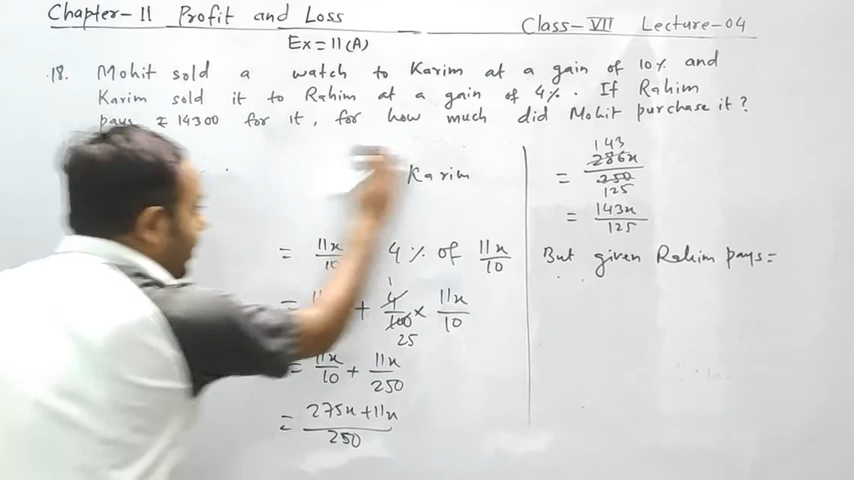 Chapter-11 Profit and Loss
Class-VII Lecture-04
Ex=11(A)
18. Mohit sold a watch to Karim at a gain of 10% and
Karim sold it to Rahim at a gain of 4%. If Rahim
pays ₹ 14300 for it, for how much did Mohit purchase it?
Karim
= 11x/10 4% of 11x/10
= + 4/100 × 11x/10
1
25
= 11x/10 + 11x/250
= 275x+11x/250
143
= 286x/250
125
= 143x/125
But given Rahim pays=